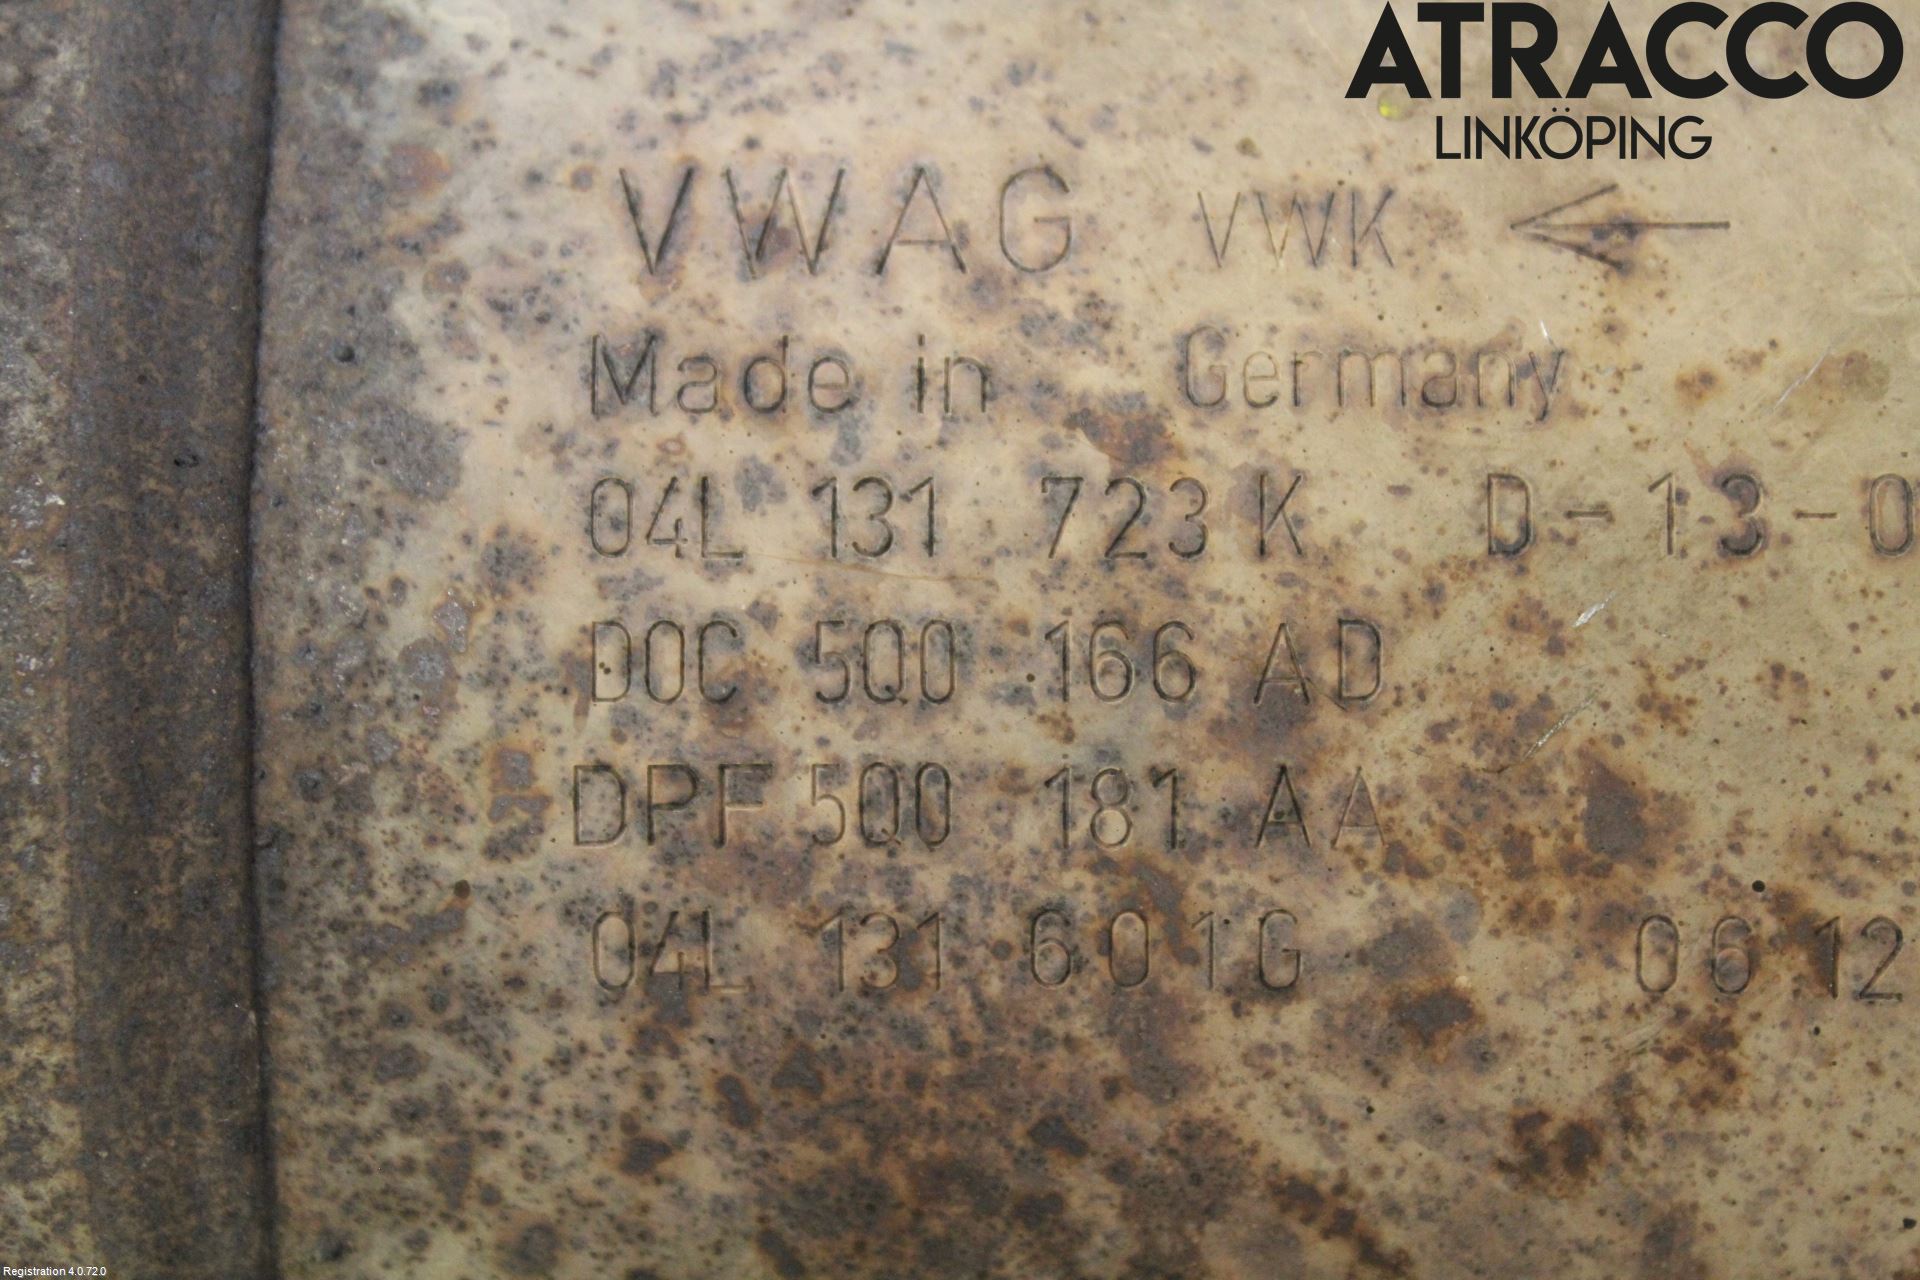 ATRACCO
LINKÖPING
VWAG VWK
Made in Germany
04L 131 723 K D-13-0
DOC 5Q0 166 AD
DPF 5Q0 181 AA
04L 131 601G 06 12
Registration 4.0.72.0